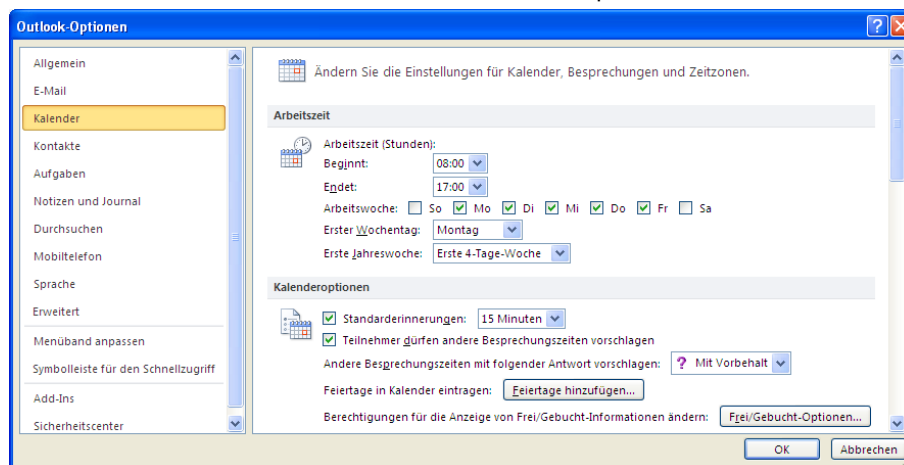 Outlook-Optionen
Allgemein
E-Mail
Kalender
Kontakte
Aufgaben
Notizen und Journal
Durchsuchen
Mobiltelefon
Sprache
Erweitert
Menüband anpassen
Symbolleiste für den Schnellzugriff
Add-Ins
Sicherheitscenter
Ändern Sie die Einstellungen für Kalender, Besprechungen und Zeitzonen.
Arbeitszeit
Arbeitszeit (Stunden):
Beginnt: 08:00
Endet: 17:00
Arbeitswoche: So Mo Di Mi Do Fr Sa
Erster Wochentag: Montag
Erste Jahreswoche: Erste 4-Tage-Woche
Kalenderoptionen
Standarderinnerungen: 15 Minuten
Teilnehmer dürfen andere Besprechungszeiten vorschlagen
Andere Besprechungszeiten mit folgender Antwort vorschlagen: ? Mit Vorbehalt
Feiertage in Kalender eintragen: Feiertage hinzufügen...
Berechtigungen für die Anzeige von Frei/Gebucht-Informationen ändern: Frei/Gebucht-Optionen...
OK Abbrechen